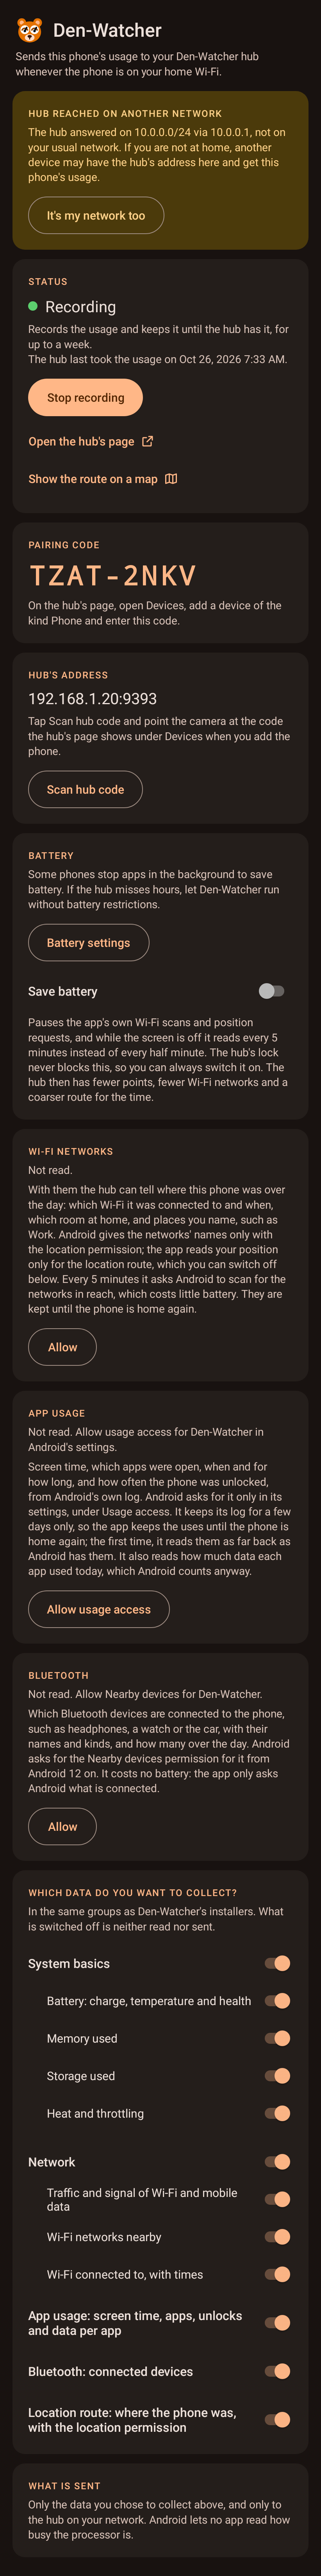 Den-Watcher
Sends this phone's usage to your Den-Watcher hub
whenever the phone is on your home Wi-Fi.
HUB REACHED ON ANOTHER NETWORK
The hub answered on 10.0.0.0/24 via 10.0.0.1, not on
your usual network. If you are not at home, another
device may have the hub's address here and get this
phone's usage.
It's my network too
STATUS
Recording
Records the usage and keeps it until the hub has it, for
up to a week.
The hub last took the usage on Oct 26, 2026 7:33 AM.
Stop recording
Open the hub's page
Show the route on a map
PAIRING CODE
TZAT-2NKV
On the hub's page, open Devices, add a device of the
kind Phone and enter this code.
HUB'S ADDRESS
192.168.1.20:9393
Tap Scan hub code and point the camera at the code
the hub's page shows under Devices when you add the
phone.
Scan hub code
BATTERY
Some phones stop apps in the background to save
battery. If the hub misses hours, let Den-Watcher run
without battery restrictions.
Battery settings
Save battery
Pauses the app's own Wi-Fi scans and position
requests, and while the screen is off it reads every 5
minutes instead of every half minute. The hub's lock
never blocks this, so you can always switch it on. The
hub then has fewer points, fewer Wi-Fi networks and a
coarser route for the time.
WI-FI NETWORKS
Not read.
With them the hub can tell where this phone was over
the day: which Wi-Fi it was connected to and when,
which room at home, and places you name, such as
Work. Android gives the networks' names only with
the location permission; the app reads your position
only for the location route, which you can switch off
below. Every 5 minutes it asks Android to scan for the
networks in reach, which costs little battery. They are
kept until the phone is home again.
Allow
APP USAGE
Not read. Allow usage access for Den-Watcher in
Android's settings.
Screen time, which apps were open, when and for
how long, and how often the phone was unlocked,
from Android's own log. Android asks for it only in its
settings, under Usage access. It keeps its log for a few
days only, so the app keeps the uses until the phone is
home again; the first time, it reads them as far back as
Android has them. It also reads how much data each
app used today, which Android counts anyway.
Allow usage access
BLUETOOTH
Not read. Allow Nearby devices for Den-Watcher.
Which Bluetooth devices are connected to the phone,
such as headphones, a watch or the car, with their
names and kinds, and how many over the day. Android
asks for the Nearby devices permission for it from
Android 12 on. It costs no battery: the app only asks
Android what is connected.
Allow
WHICH DATA DO YOU WANT TO COLLECT?
In the same groups as Den-Watcher's installers. What
is switched off is neither read nor sent.
System basics
Battery: charge, temperature and health
Memory used
Storage used
Heat and throttling
Network
Traffic and signal of Wi-Fi and mobile
data
Wi-Fi networks nearby
Wi-Fi connected to, with times
App usage: screen time, apps, unlocks
and data per app
Bluetooth: connected devices
Location route: where the phone was,
with the location permission
WHAT IS SENT
Only the data you chose to collect above, and only to
the hub on your network. Android lets no app read how
busy the processor is.